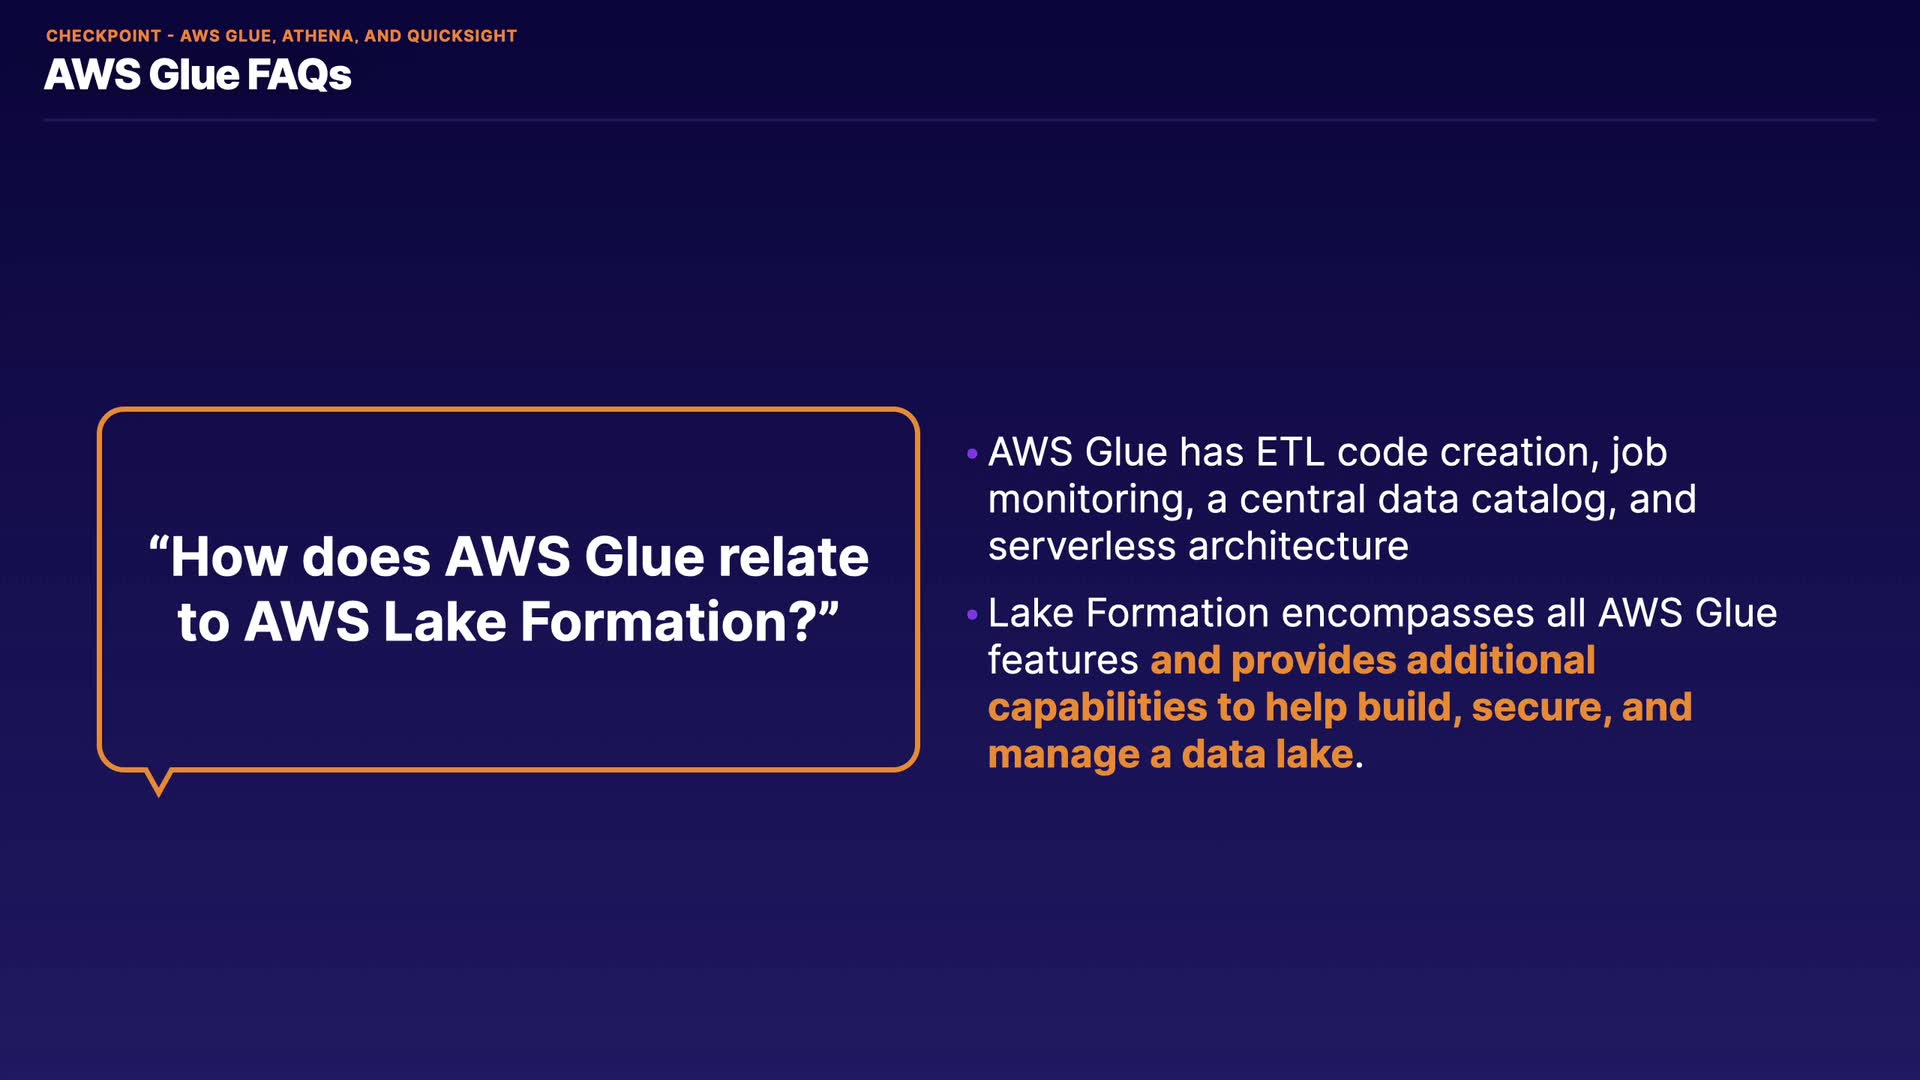 CHECKPOINT - AWS GLUE, ATHENA, AND QUICKSIGHT
AWS Glue FAQs
“How does AWS Glue relate
to AWS Lake Formation?”
• AWS Glue has ETL code creation, job
monitoring, a central data catalog, and
serverless architecture
• Lake Formation encompasses all AWS Glue
features and provides additional
capabilities to help build, secure, and
manage a data lake.